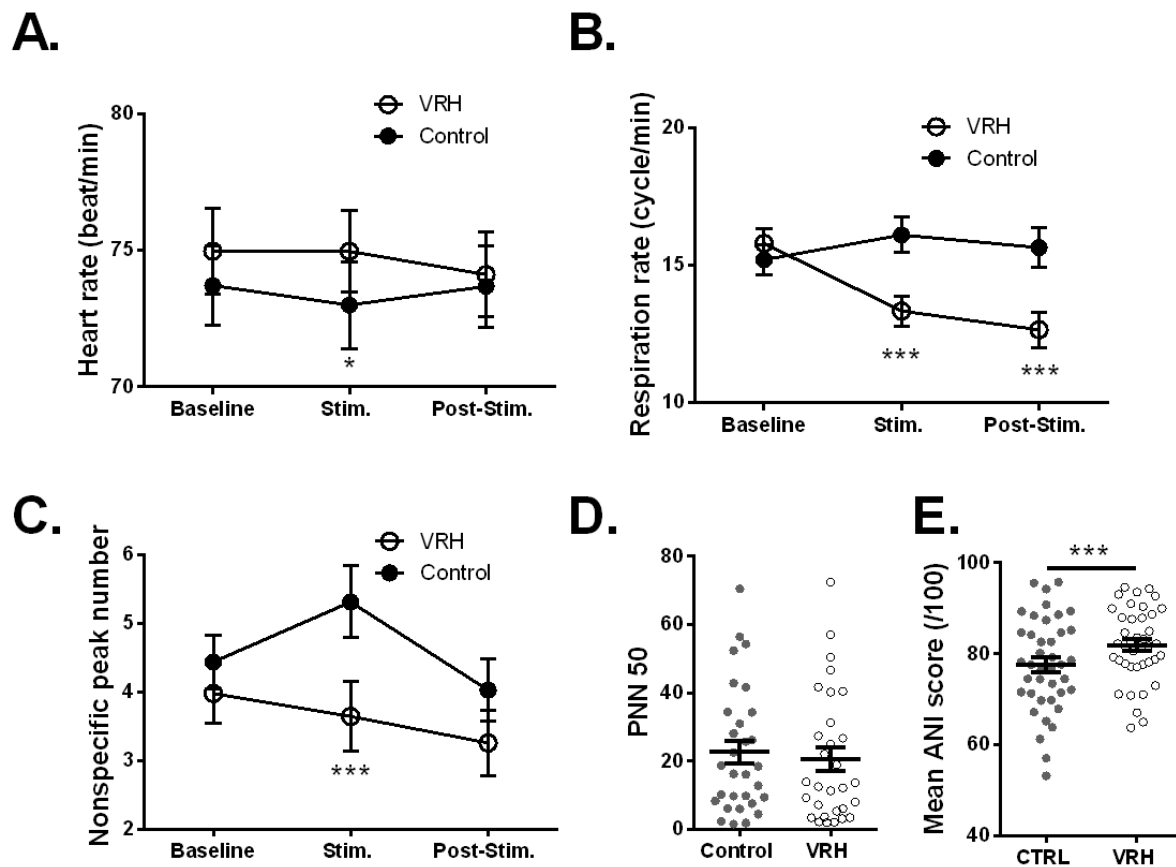 A.
VRH
Control
Heart rate (beat/min)
80
75
70
*
Baseline Stim. Post-Stim.
B.
VRH
Control
Respiration rate (cycle/min)
20
15
10
*** ***
Baseline Stim. Post-Stim.
C.
VRH
Control
Nonspecific peak number
6
5
4
3
2
***
Baseline Stim. Post-Stim.
D.
PNN 50
80
60
40
20
0
Control VRH
E.
Mean ANI score (/100)
100
80
60
40
***
CTRL VRH